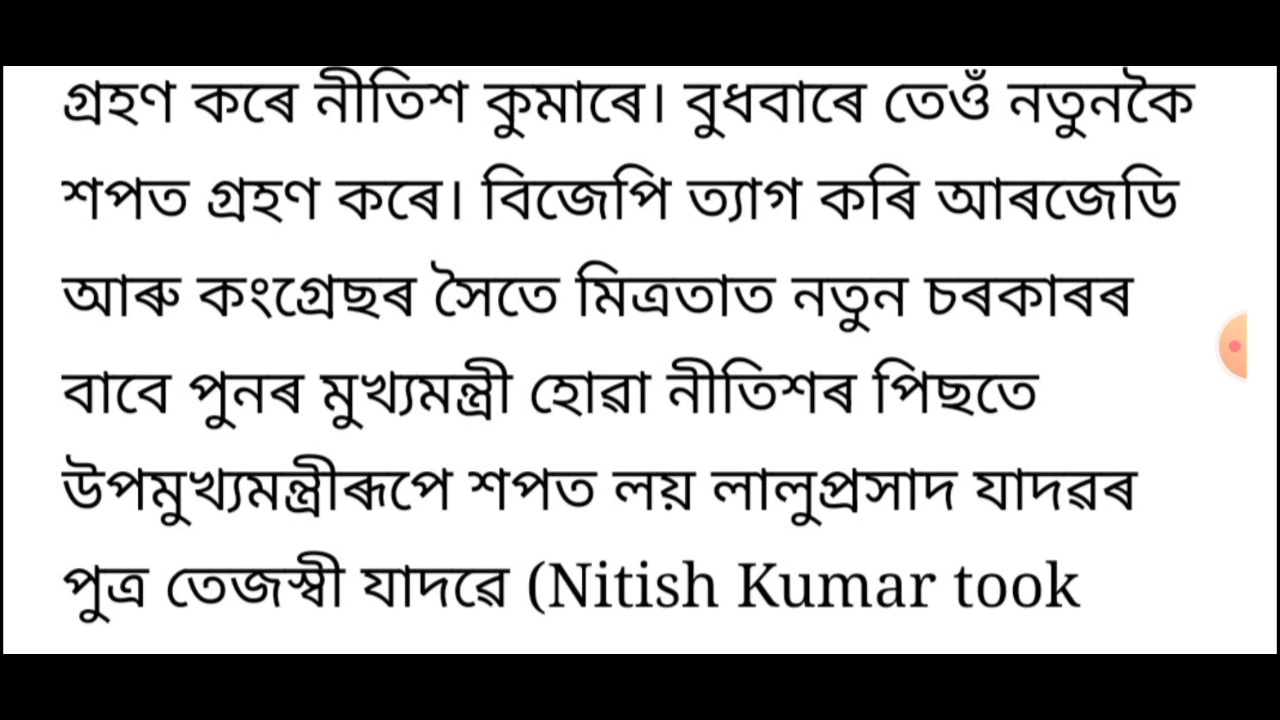 গ্ৰহণ কৰে নীতিশ কুমাৰে। বুধবাৰে তেওঁ নতুনকৈ
শপত গ্ৰহণ কৰে। বিজেপি ত্যাগ কৰি আৰজেডি
আৰু কংগ্ৰেছৰ সৈতে মিত্ৰতাত নতুন চৰকাৰৰ
বাবে পুনৰ মুখ্যমন্ত্ৰী হোৱা নীতিশৰ পিছতে
উপমুখ্যমন্ত্ৰীৰূপে শপত লয় লালুপ্ৰসাদ যাদৱৰ
পুত্ৰ তেজস্বী যাদৱে (Nitish Kumar took